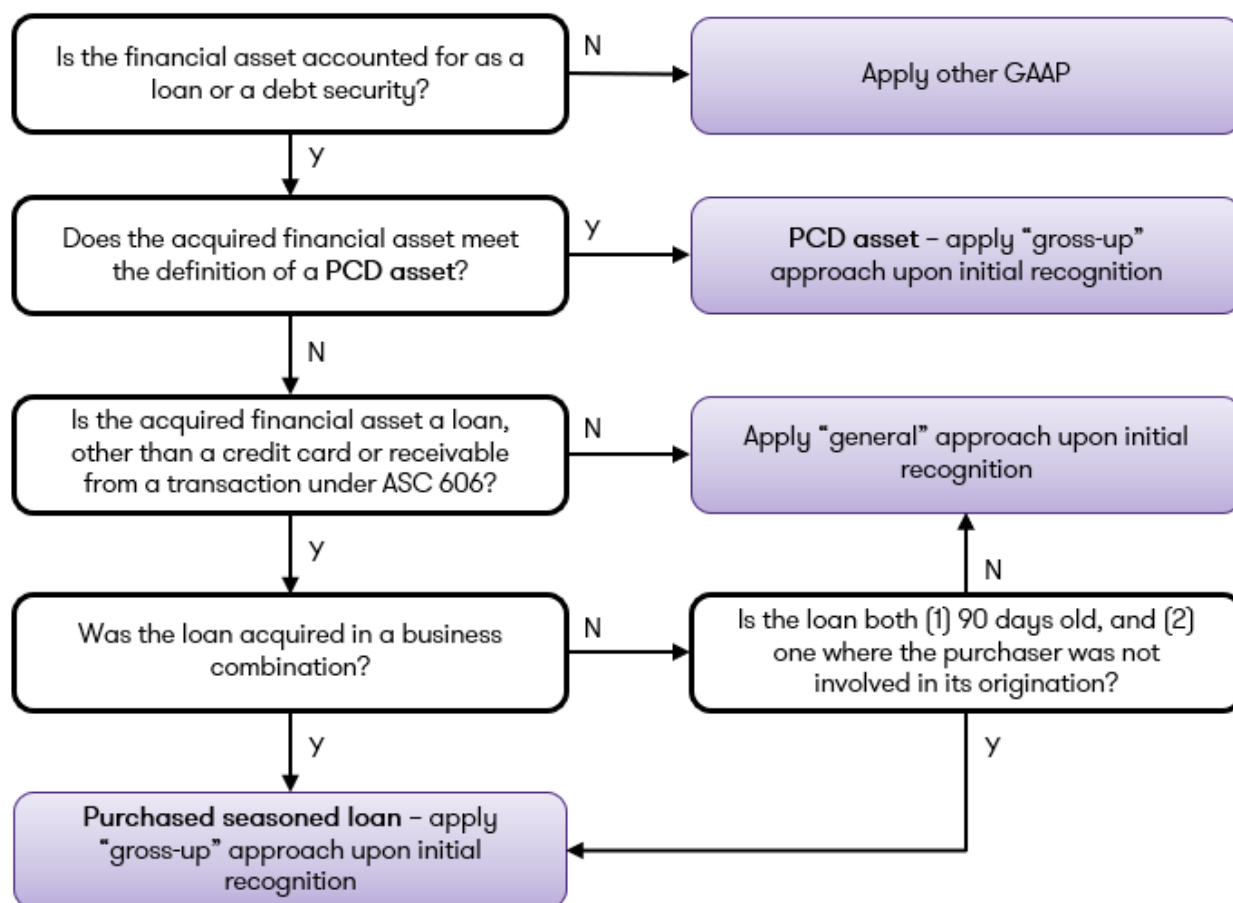 Is the financial asset accounted for as a
loan or a debt security?
N
Apply other GAAP
Y
Does the acquired financial asset meet
the definition of a PCD asset?
Y
PCD asset – apply “gross-up”
approach upon initial recognition
N
Is the acquired financial asset a loan,
other than a credit card or receivable
from a transaction under ASC 606?
N
Apply “general” approach upon initial
recognition
Y
N
Was the loan acquired in a business
combination?
N
Is the loan both (1) 90 days old, and (2)
one where the purchaser was not
involved in its origination?
Y
Y
Purchased seasoned loan – apply
“gross-up” approach upon initial
recognition